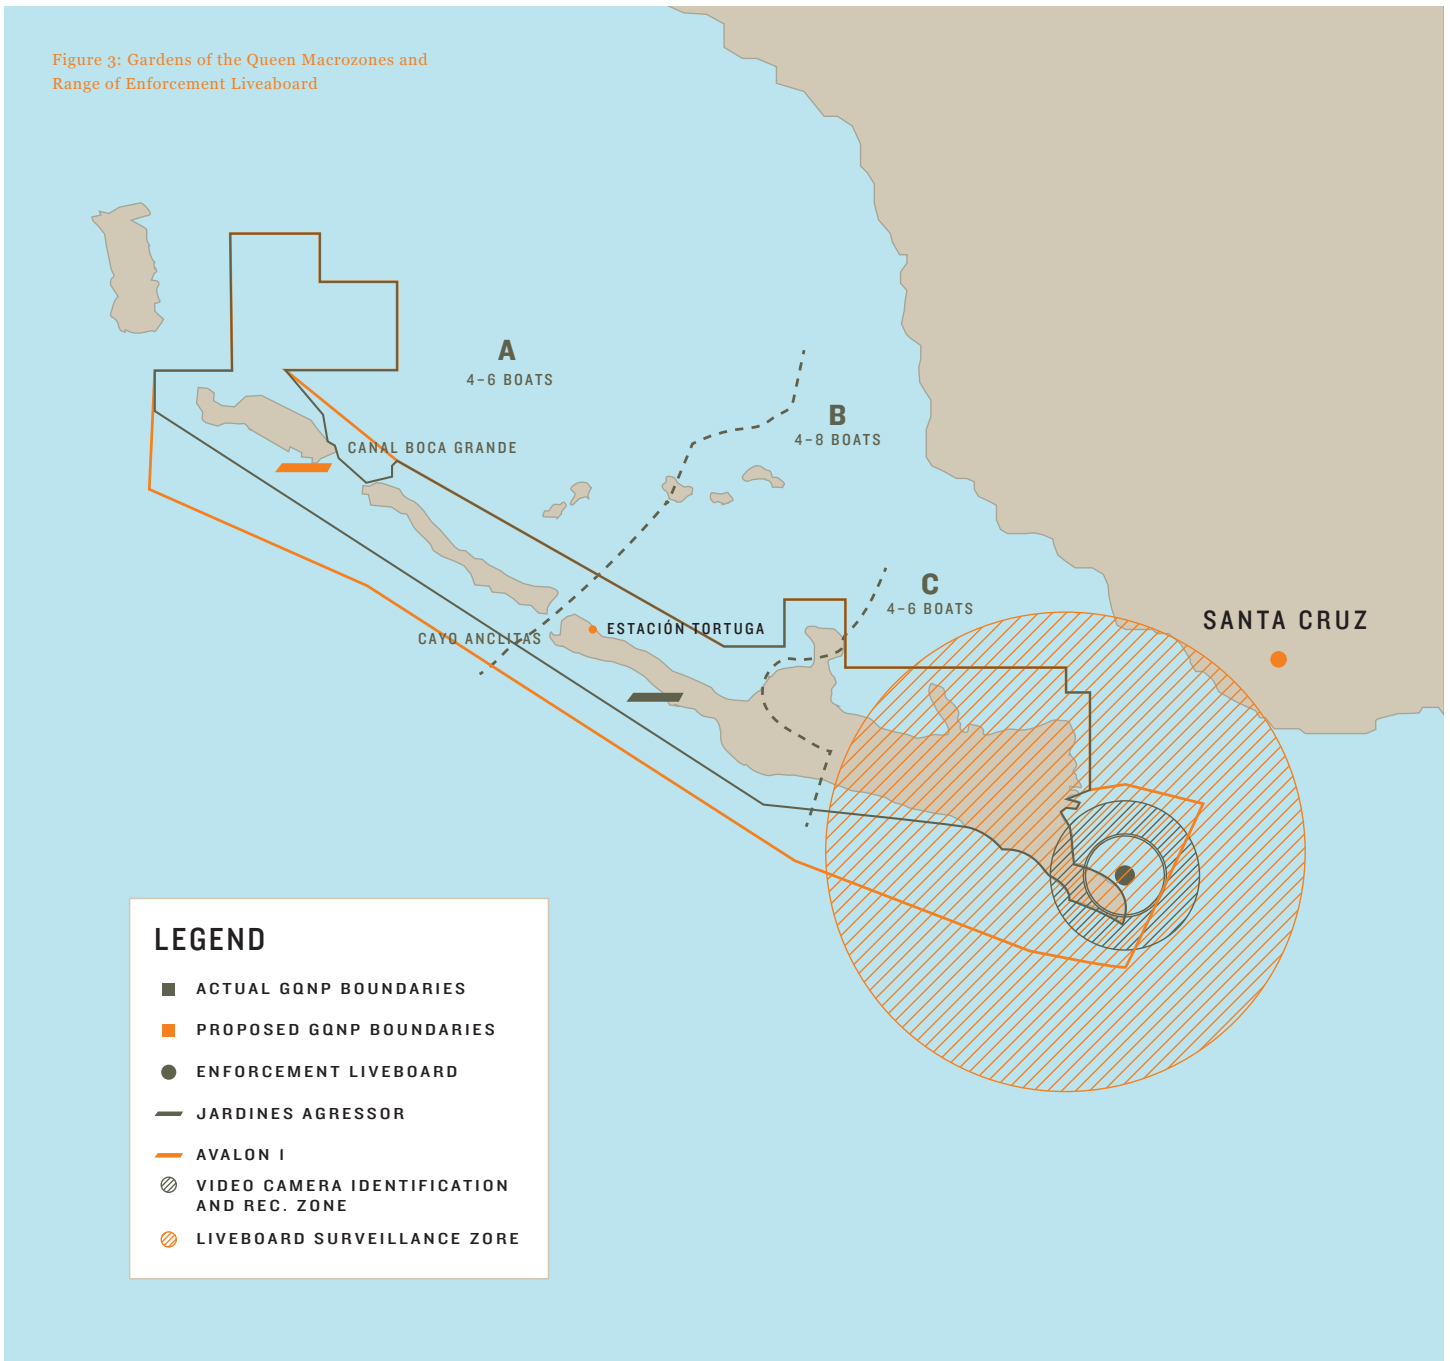 Figure 3: Gardens of the Queen Macrozones and
Range of Enforcement Liveaboard
A
4-6 BOATS
B
4-8 BOATS
CANAL BOCA GRANDE
C
4-6 BOATS
SANTA CRUZ
ESTACIÓN TORTUGA
CAYO ANCLITAS
LEGEND
ACTUAL GQNP BOUNDARIES
PROPOSED GQNP BOUNDARIES
ENFORCEMENT LIVEBOARD
JARDINES AGRESSOR
AVALON I
VIDEO CAMERA IDENTIFICATION
AND REC. ZONE
LIVEBOARD SURVEILLANCE ZORE